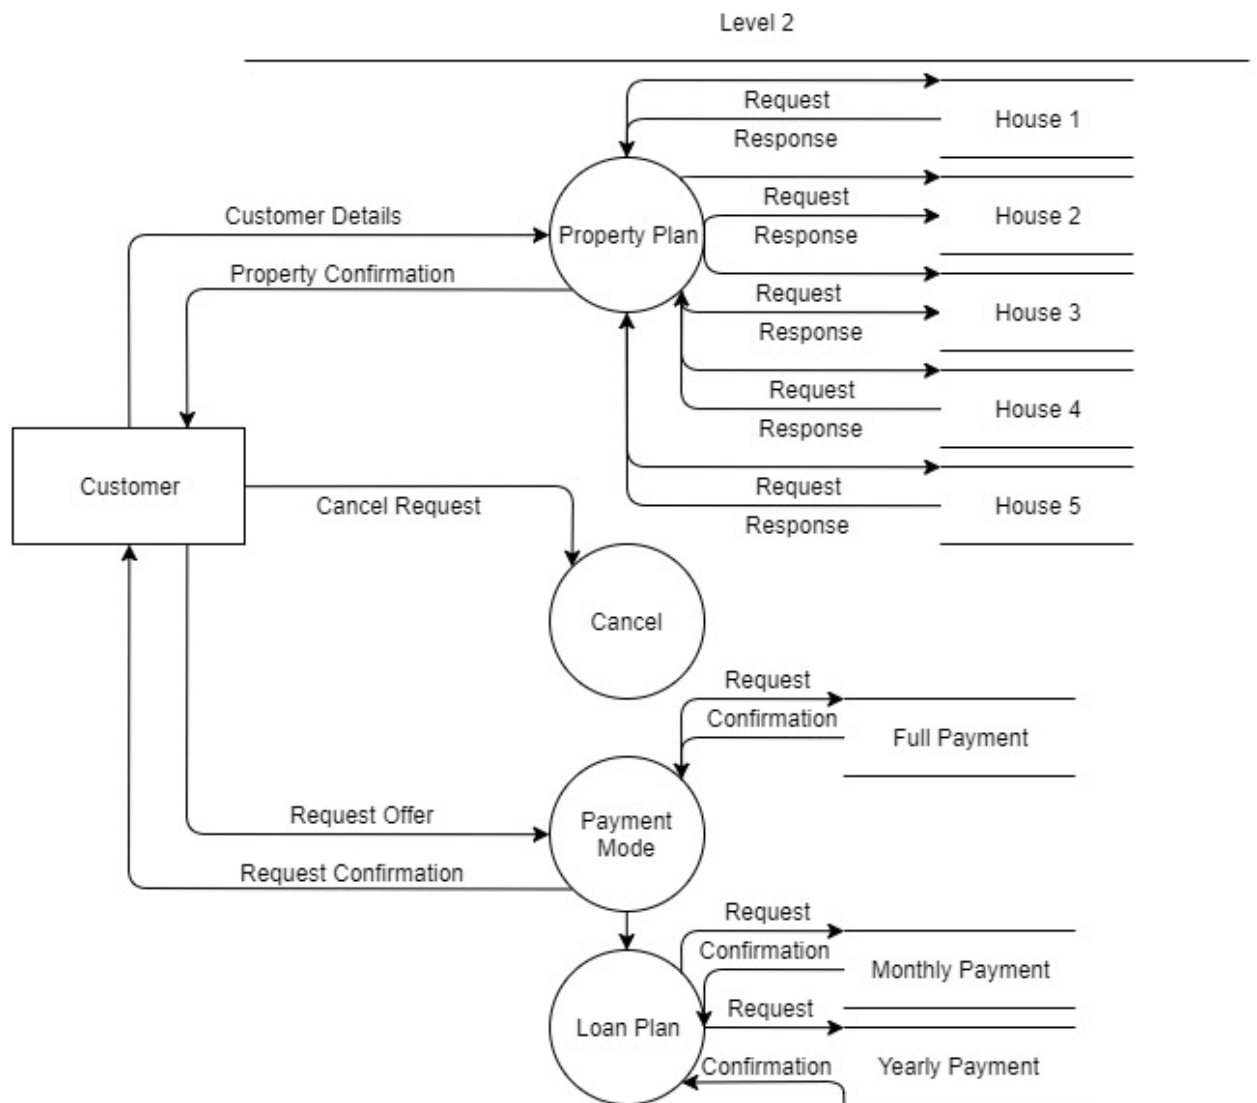 Level 2
Request
House 1
Response
Customer Details
Request
House 2
Property Plan
Response
Property Confirmation
Request
House 3
Response
Request
House 4
Response
Customer
Cancel Request
Request
House 5
Response
Cancel
Request
Confirmation
Full Payment
Request Offer
Payment
Mode
Request Confirmation
Request
Confirmation
Monthly Payment
Request
Loan Plan
Confirmation
Yearly Payment